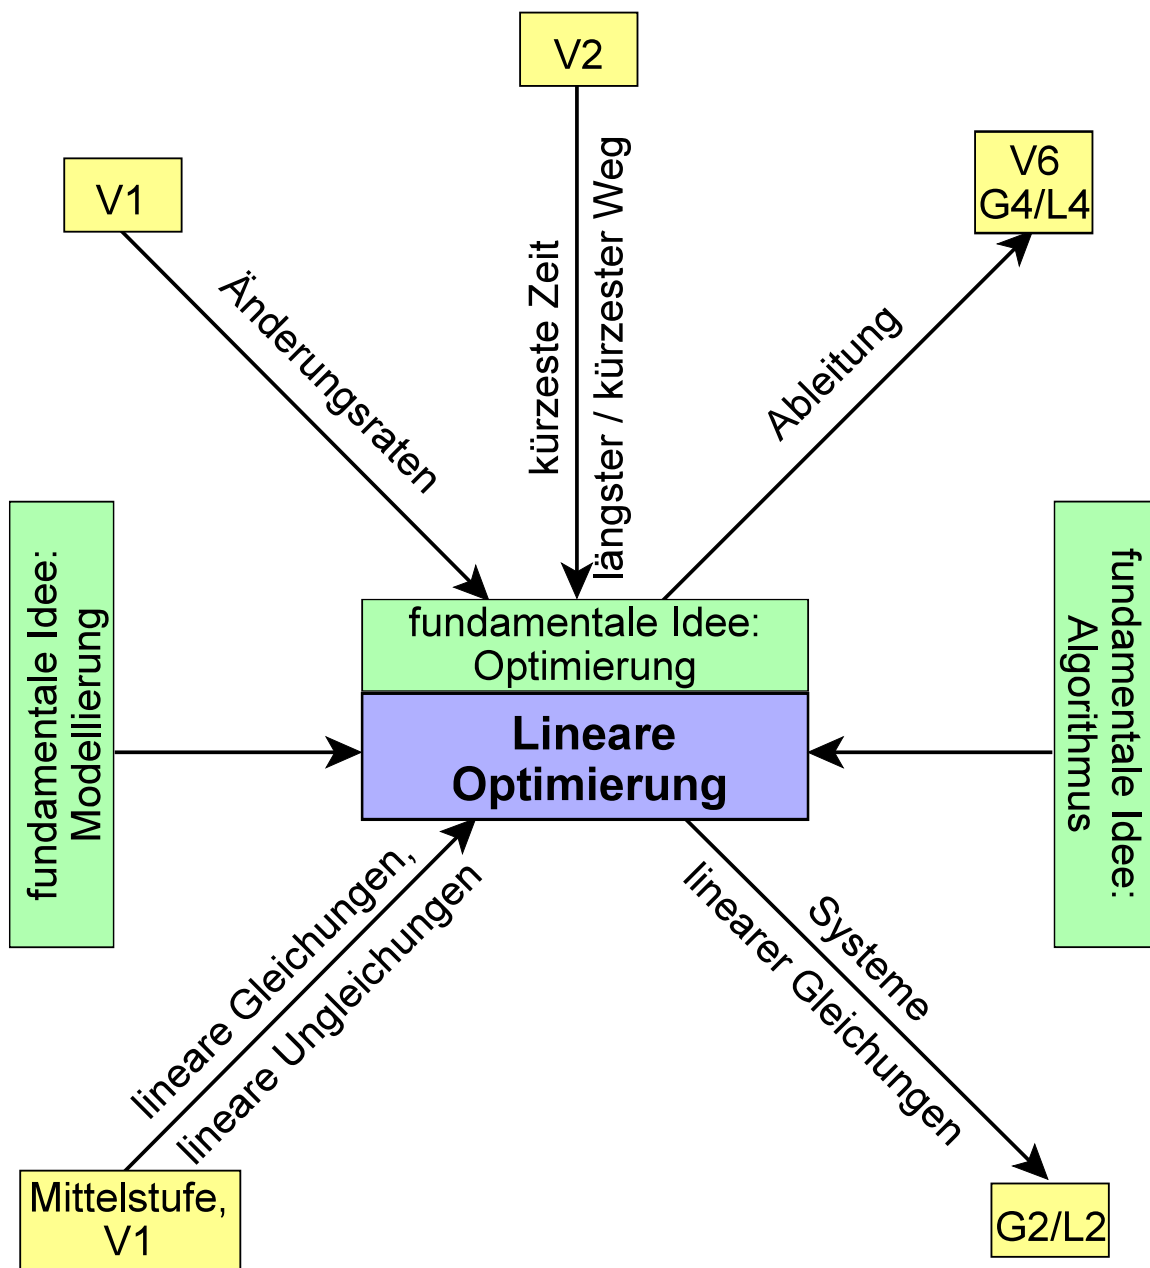 V2
V1
V6
G4/L4
Änderungsraten
kürzeste Zeit
längster / kürzester Weg
Ableitung
fundamentale Idee:
Modellierung
fundamentale Idee:
Optimierung
Lineare
Optimierung
fundamentale Idee:
Algorithmus
lineare Gleichungen,
lineare Ungleichungen
Systeme
linearer Gleichungen
Mittelstufe,
V1
G2/L2